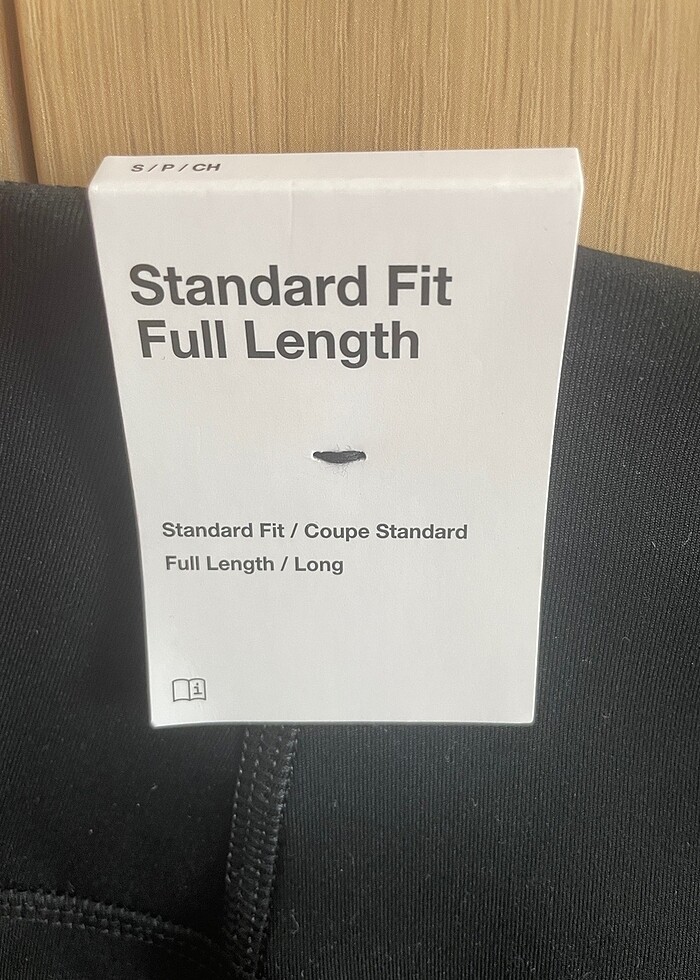 S / P / CH
Standard Fit
Full Length
Standard Fit / Coupe Standard
Full Length / Long
i